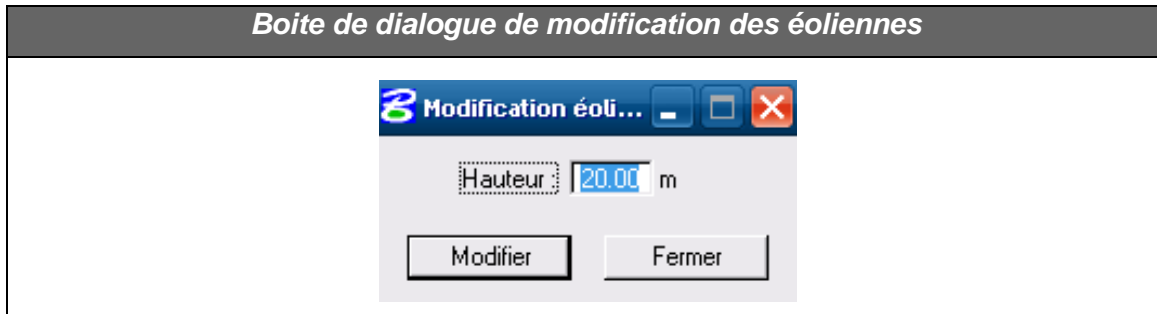 Boite de dialogue de modification des éoliennes
Modification éoli...
Hauteur : 20.00 m
Modifier Fermer